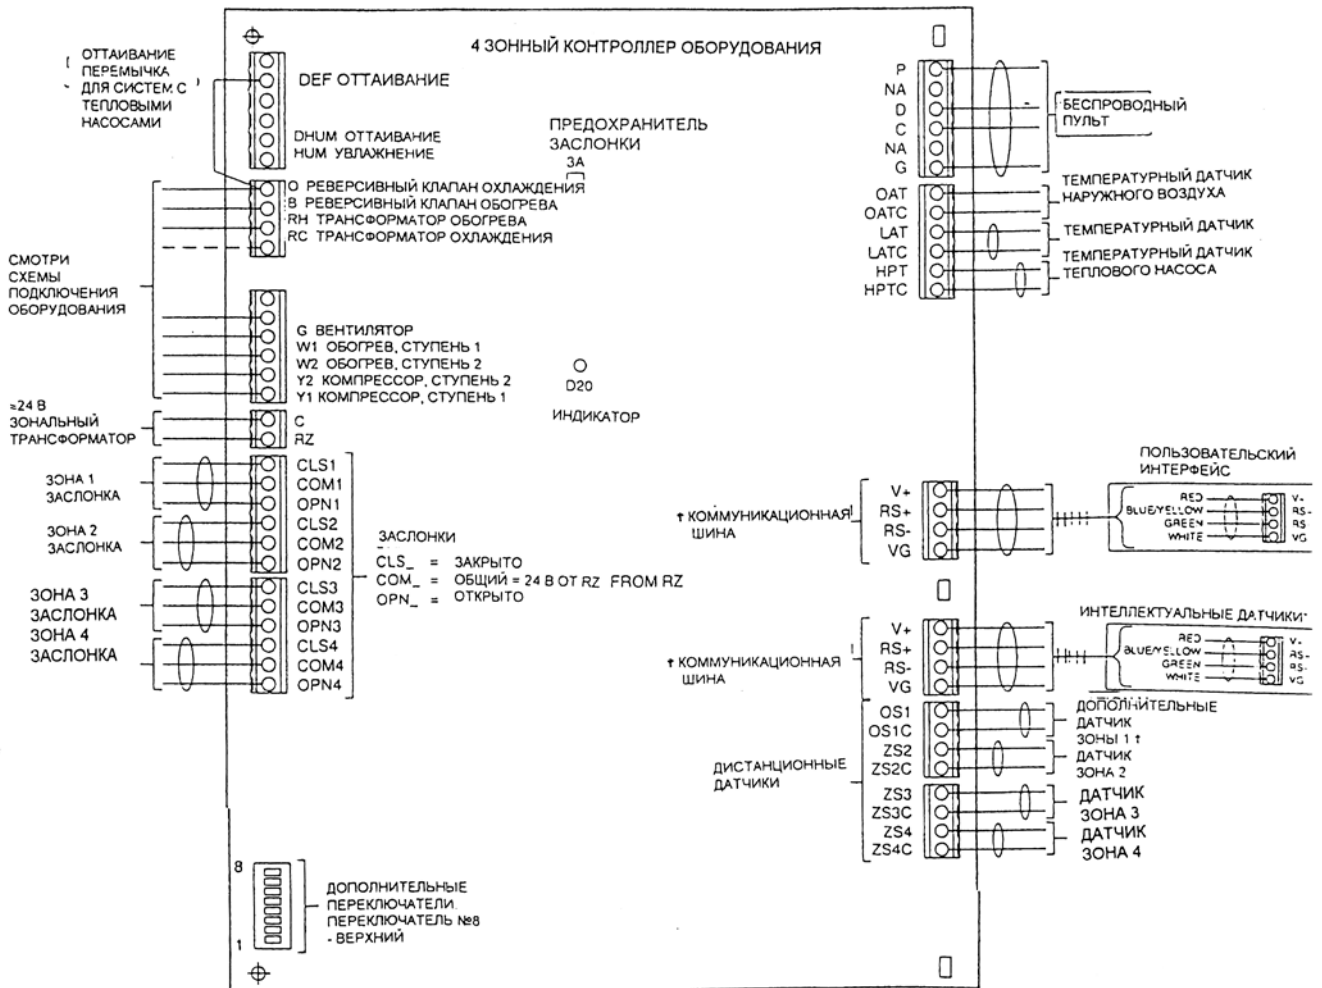 4 ЗОННЫЙ КОНТРОЛЛЕР ОБОРУДОВАНИЯ
ОТТАИВАНИЕ
ПЕРЕМЫЧКА
ДЛЯ СИСТЕМ С
ТЕПЛОВЫМИ
НАСОСАМИ
DEF ОТТАИВАНИЕ
DHUM ОТТАИВАНИЕ
HUM УВЛАЖНЕНИЕ
ПРЕДОХРАНИТЕЛЬ
ЗАСЛОНКИ
3А
O РЕВЕРСИВНЫЙ КЛАПАН ОХЛАЖДЕНИЯ
B РЕВЕРСИВНЫЙ КЛАПАН ОБОГРЕВА
RH ТРАНСФОРМАТОР ОБОГРЕВА
RC ТРАНСФОРМАТОР ОХЛАЖДЕНИЯ
СМОТРИ
СХЕМЫ
ПОДКЛЮЧЕНИЯ
ОБОРУДОВАНИЯ
G ВЕНТИЛЯТОР
W1 ОБОГРЕВ, СТУПЕНЬ 1
W2 ОБОГРЕВ, СТУПЕНЬ 2
Y2 КОМПРЕССОР, СТУПЕНЬ 2
Y1 КОМПРЕССОР, СТУПЕНЬ 1
D20
ИНДИКАТОР
≈24 В
ЗОНАЛЬНЫЙ
ТРАНСФОРМАТОР
C
RZ
ЗОНА 1
ЗАСЛОНКА
ЗОНА 2
ЗАСЛОНКА
ЗОНА 3
ЗАСЛОНКА
ЗОНА 4
ЗАСЛОНКА
CLS1
COM1
OPN1
CLS2
COM2
OPN2
CLS3
COM3
OPN3
CLS4
COM4
OPN4
ЗАСЛОНКИ
CLS_ = ЗАКРЫТО
COM_ = ОБЩИЙ = 24 В ОТ RZ FROM RZ
OPN_ = ОТКРЫТО
8
1
ДОПОЛНИТЕЛЬНЫЕ
ПЕРЕКЛЮЧАТЕЛИ.
ПЕРЕКЛЮЧАТЕЛЬ №8
- ВЕРХНИЙ
P
NA
D
C
NA
G
БЕСПРОВОДНЫЙ
ПУЛЬТ
OAT
OATC
LAT
LATC
HPT
HPTC
ТЕМПЕРАТУРНЫЙ ДАТЧИК
НАРУЖНОГО ВОЗДУХА
ТЕМПЕРАТУРНЫЙ ДАТЧИК
ТЕМПЕРАТУРНЫЙ ДАТЧИК
ТЕПЛОВОГО НАСОСА
† КОММУНИКАЦИОННАЯ
ШИНА
V+
RS+
RS-
VG
ПОЛЬЗОВАТЕЛЬСКИЙ
ИНТЕРФЕЙС
RED
BLUE/YELLOW
GREEN
WHITE
V+
RS-
RS
VG
† КОММУНИКАЦИОННАЯ
ШИНА
V+
RS+
RS-
VG
ИНТЕЛЛЕКТУАЛЬНЫЕ ДАТЧИКИ
RED
BLUE/YELLOW
GREEN
WHITE
V-
RS-
RS-
VG
ДИСТАНЦИОННЫЕ
ДАТЧИКИ
OS1
OS1C
ZS2
ZS2C
ZS3
ZS3C
ZS4
ZS4C
ДОПОЛНИТЕЛЬНЫЕ
ДАТЧИК
ЗОНЫ 1 †
ДАТЧИК
ЗОНА 2
ДАТЧИК
ЗОНА 3
ДАТЧИК
ЗОНА 4